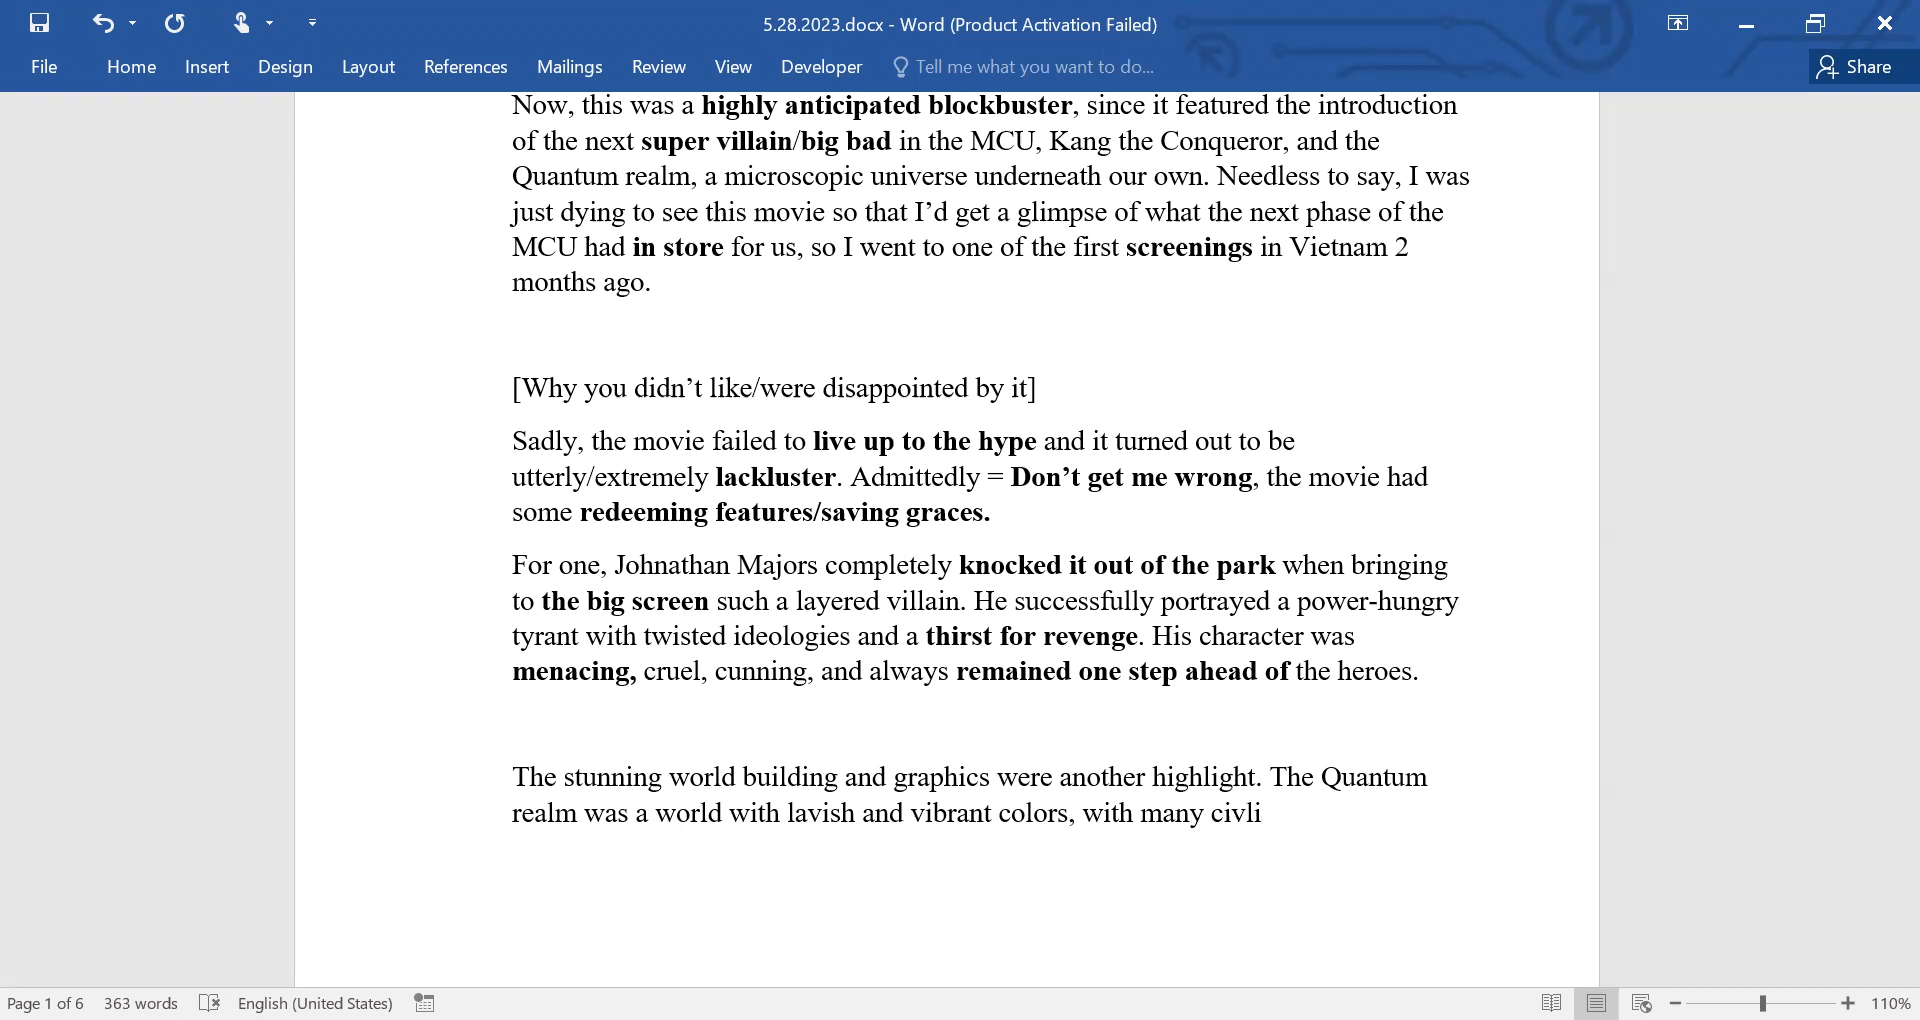 5.28.2023.docx - Word (Product Activation Failed)
File Home Insert Design Layout References Mailings Review View Developer Tell me what you want to do... Share
Now, this was a highly anticipated blockbuster, since it featured the introduction
of the next super villain/big bad in the MCU, Kang the Conqueror, and the
Quantum realm, a microscopic universe underneath our own. Needless to say, I was
just dying to see this movie so that I’d get a glimpse of what the next phase of the
MCU had in store for us, so I went to one of the first screenings in Vietnam 2
months ago.
[Why you didn’t like/were disappointed by it]
Sadly, the movie failed to live up to the hype and it turned out to be
utterly/extremely lackluster. Admittedly = Don’t get me wrong, the movie had
some redeeming features/saving graces.
For one, Johnathan Majors completely knocked it out of the park when bringing
to the big screen such a layered villain. He successfully portrayed a power-hungry
tyrant with twisted ideologies and a thirst for revenge. His character was
menacing, cruel, cunning, and always remained one step ahead of the heroes.
The stunning world building and graphics were another highlight. The Quantum
realm was a world with lavish and vibrant colors, with many civli
Page 1 of 6 363 words English (United States) 110%